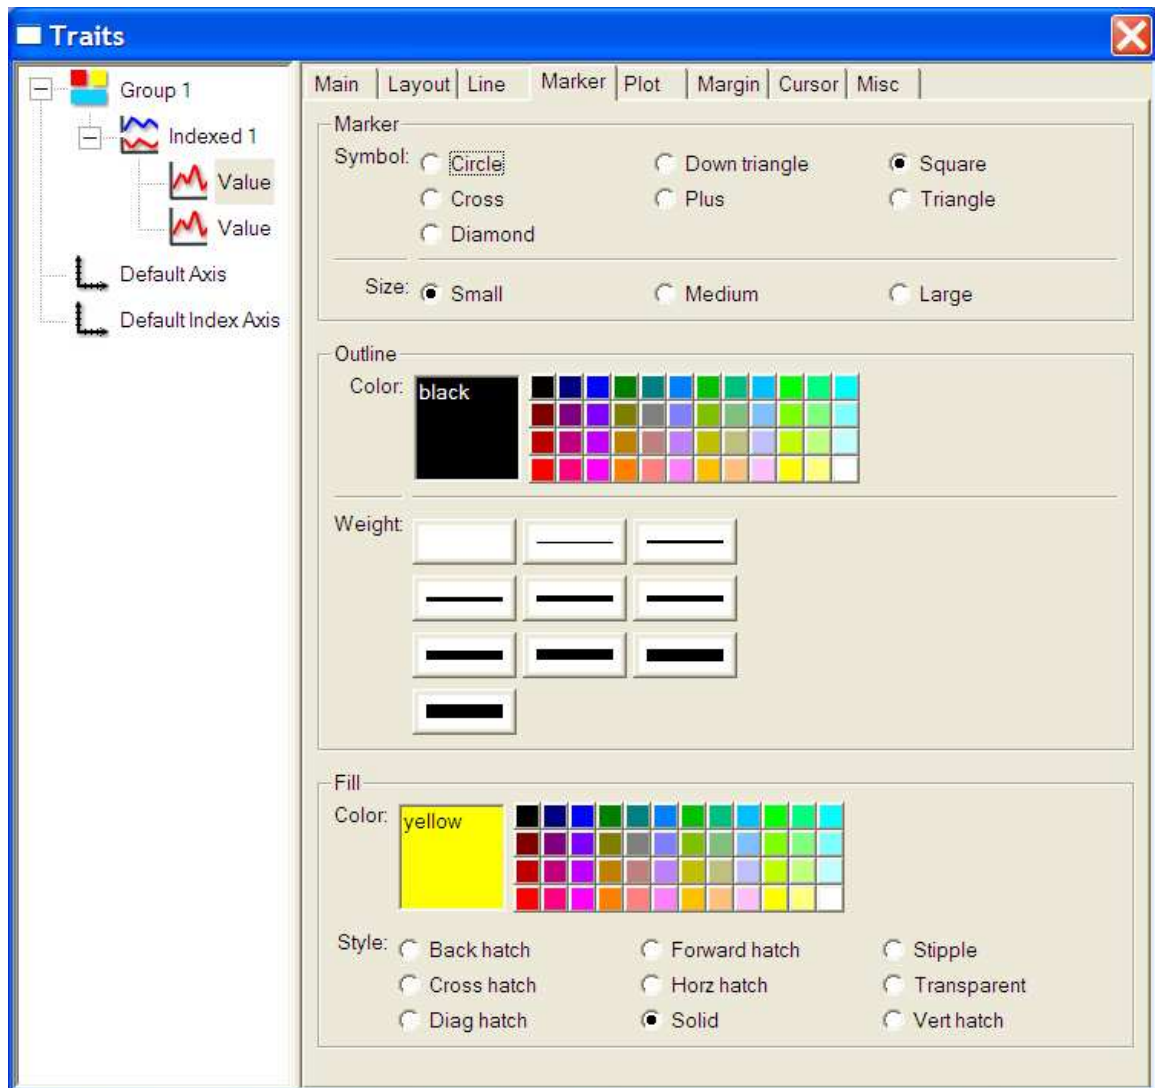 Traits
Group 1
Indexed 1
Value
Value
Default Axis
Default Index Axis
Main Layout Line Marker Plot Margin Cursor Misc
Marker
Symbol: Circle Down triangle Square
Cross Plus Triangle
Diamond
Size: Small Medium Large
Outline
Color: black
Weight:
Fill
Color: yellow
Style: Back hatch Forward hatch Stipple
Cross hatch Horz hatch Transparent
Diag hatch Solid Vert hatch